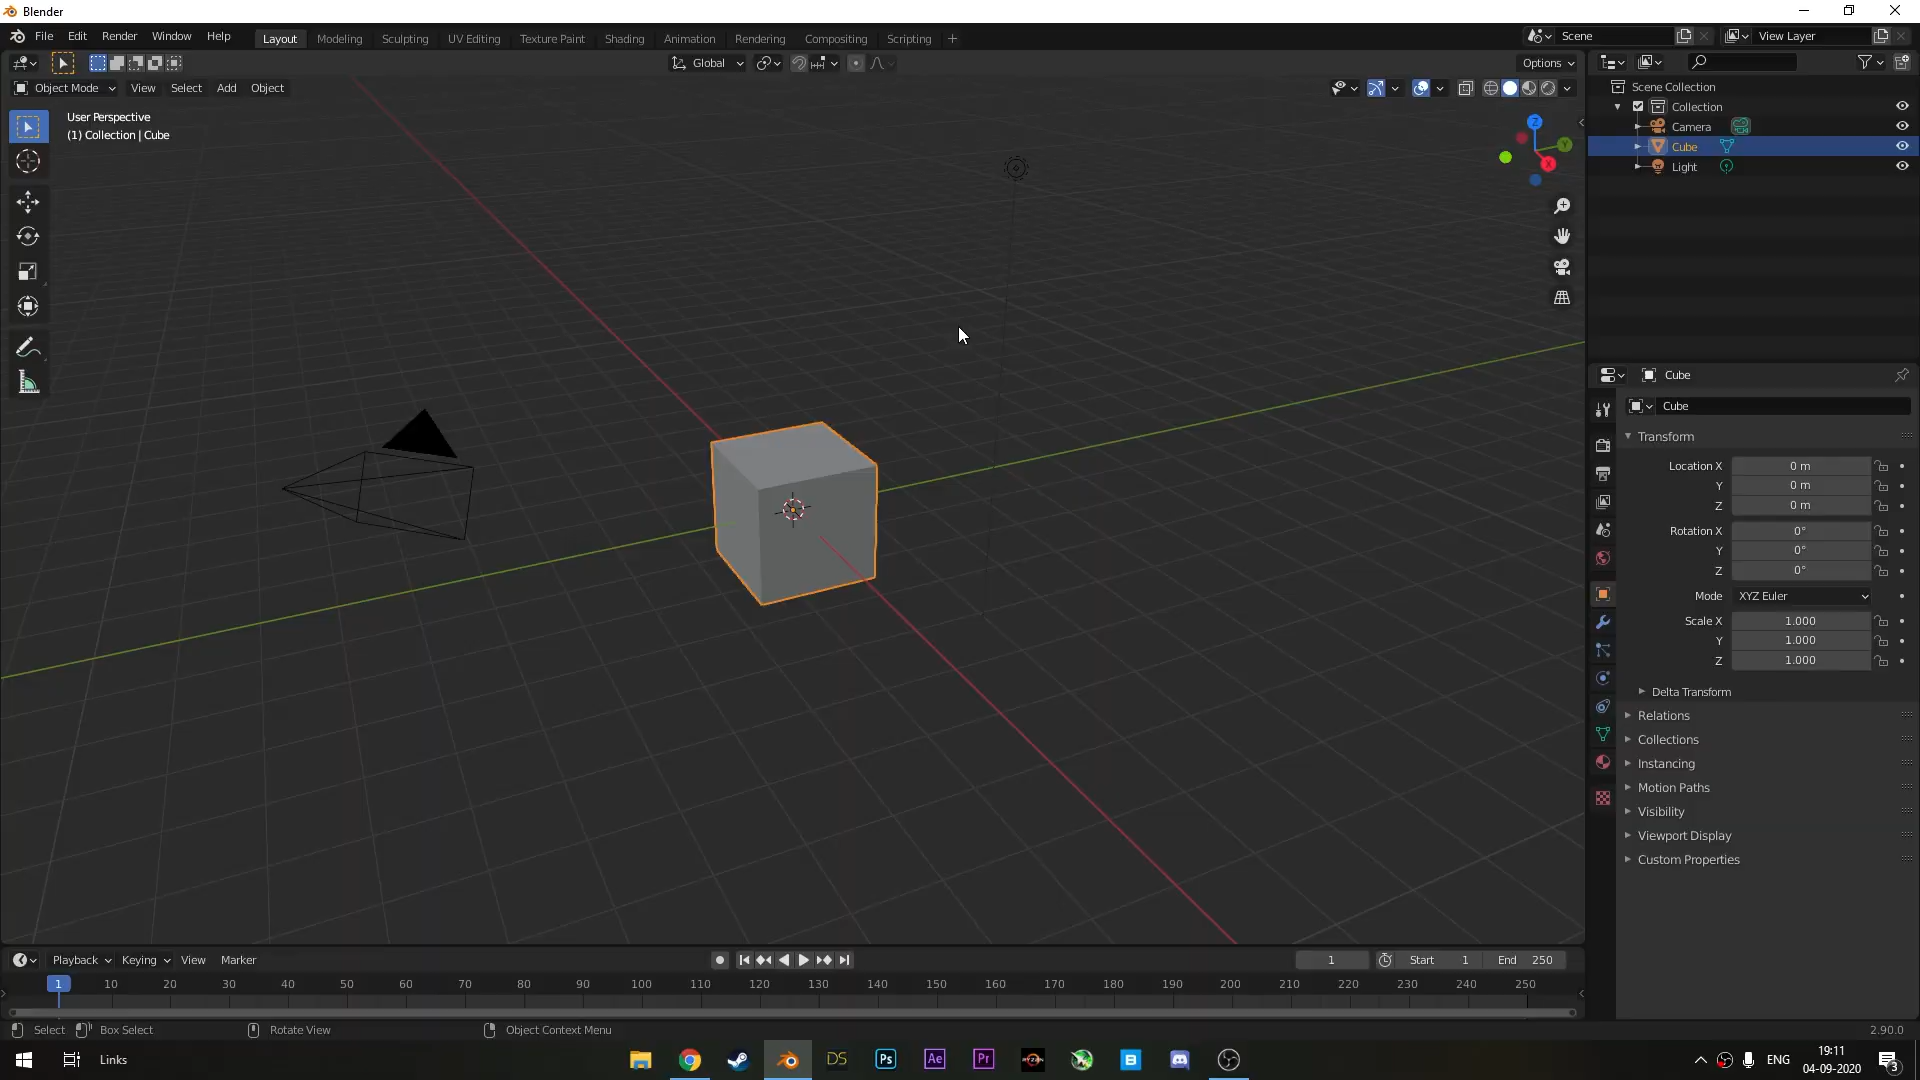 Blender
File Edit Render Window Help Layout Modeling Sculpting UV Editing Texture Paint Shading Animation Rendering Compositing Scripting + Scene View Layer
Global Options
Object Mode View Select Add Object
User Perspective
(1) Collection | Cube
Z
Y
X
Scene Collection
Collection
Camera
Cube
Light
Cube
Cube
Transform
Location X 0 m
Y 0 m
Z 0 m
Rotation X 0°
Y 0°
Z 0°
Mode XYZ Euler
Scale X 1.000
Y 1.000
Z 1.000
Delta Transform
Relations
Collections
Instancing
Motion Paths
Visibility
Viewport Display
Custom Properties
Playback Keying View Marker 1 Start 1 End 250
1 10 20 30 40 50 60 70 80 90 100 110 120 130 140 150 160 170 180 190 200 210 220 230 240 250
Select Box Select Rotate View Object Context Menu 2.90.0
Links DS Ps Ae Pr RYZEN B ENG 19:11
04-09-2020 3